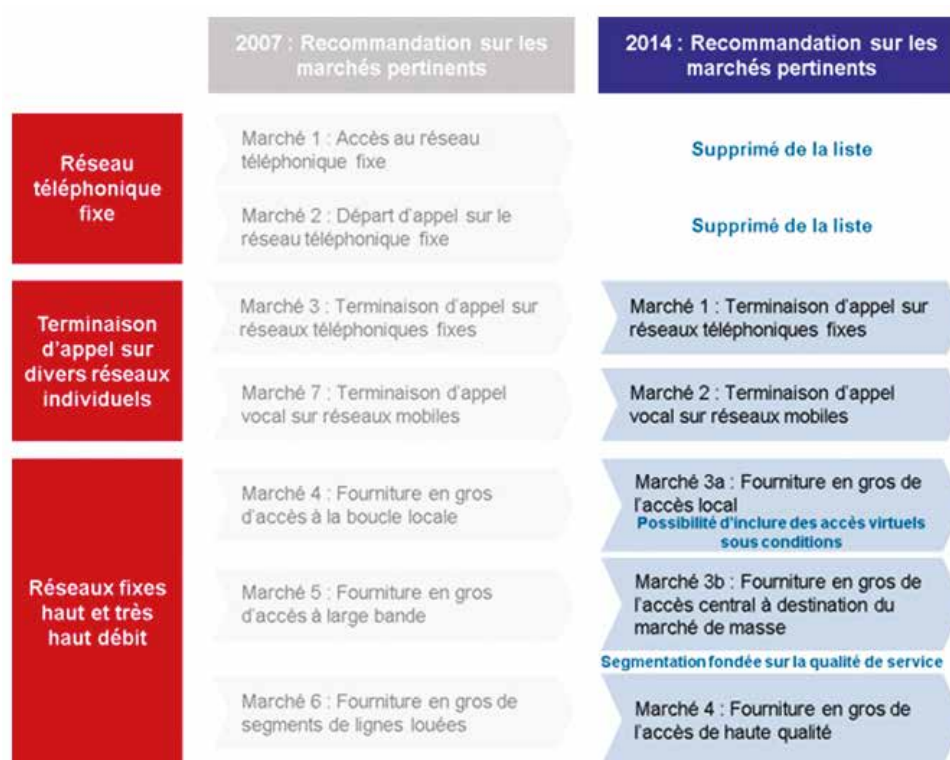 2007 : Recommandation sur les
marchés pertinents
2014 : Recommandation sur les
marchés pertinents
Réseau
téléphonique
fixe
Marché 1 : Accès au réseau
téléphonique fixe
Supprimé de la liste
Marché 2 : Départ d'appel sur le
réseau téléphonique fixe
Supprimé de la liste
Terminaison
d'appel sur
divers réseaux
individuels
Marché 3 : Terminaison d'appel sur
réseaux téléphoniques fixes
Marché 1 : Terminaison d'appel sur
réseaux téléphoniques fixes
Marché 7 : Terminaison d'appel
vocal sur réseaux mobiles
Marché 2 : Terminaison d'appel
vocal sur réseaux mobiles
Réseaux fixes
haut et très
haut débit
Marché 4 : Fourniture en gros
d'accès à la boucle locale
Marché 3a : Fourniture en gros de
l'accès local
Possibilité d'inclure des accès virtuels
sous conditions
Marché 5 : Fourniture en gros
d'accès à large bande
Marché 3b : Fourniture en gros de
l'accès central à destination du
marché de masse
Segmentation fondée sur la qualité de service
Marché 6 : Fourniture en gros de
segments de lignes louées
Marché 4 : Fourniture en gros de
l'accès de haute qualité